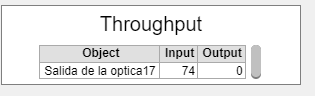 Throughput
Object Input Output
Salida de la optica17 74 0